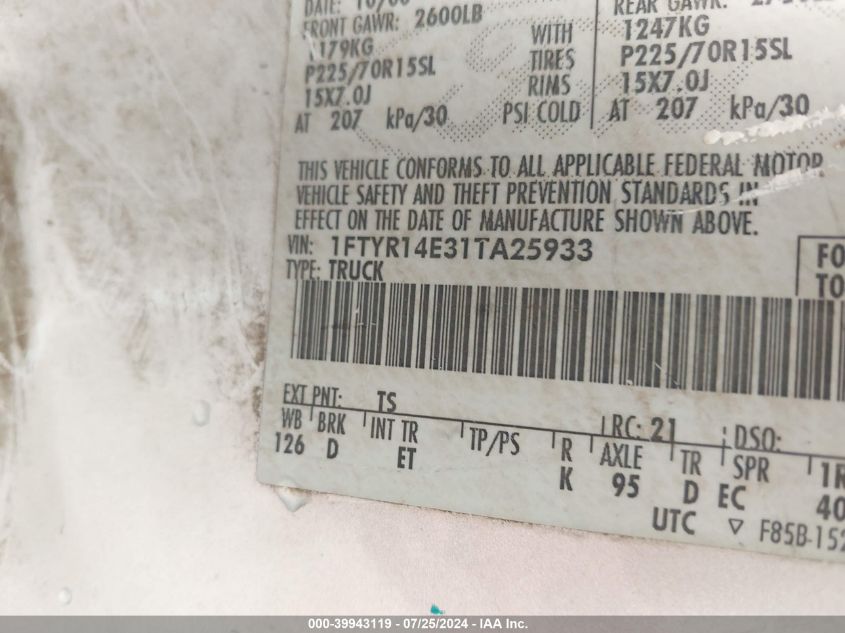 DATE:
FRONT GAWR: 2600LB
1179KG
P225/70R15SL
15X7.0J
AT 207 kPa/30
WITH
TIRES
RIMS
PSI COLD
REAR GAWR:
1247KG
P225/70R15SL
15X7.0J
AT 207 kPa/30
THIS VEHICLE CONFORMS TO ALL APPLICABLE FEDERAL MOTOR
VEHICLE SAFETY AND THEFT PREVENTION STANDARDS IN
EFFECT ON THE DATE OF MANUFACTURE SHOWN ABOVE.
VIN: 1FTYR14E31TA25933
TYPE: TRUCK
FO
TO
EXT PNT: TS
RC: 21 DSO:
WB BRK INT TR TP/PS R AXLE TR SPR
126 D ET K 95 D EC 40
UTC ▽ F85B-152
000-39943119 - 07/25/2024 - IAA Inc.